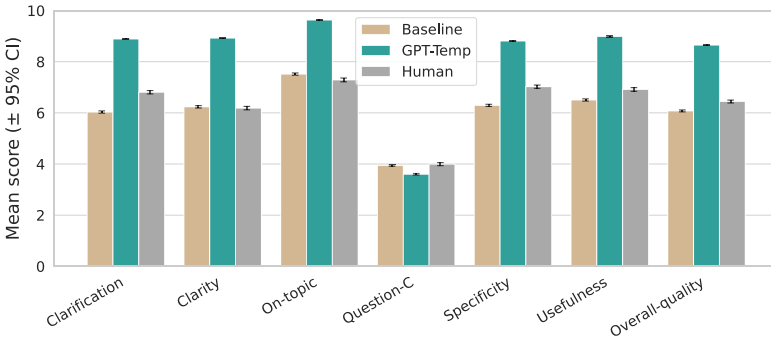 Mean score (± 95% CI)
10
8
6
4
2
0
Baseline
GPT-Temp
Human
Clarification
Clarity
On-topic
Question-C
Specificity
Usefulness
Overall-quality